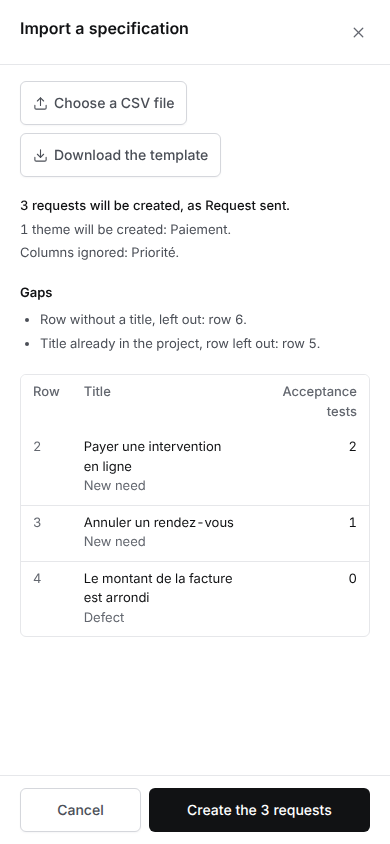 Import a specification
Choose a CSV file
Download the template
3 requests will be created, as Request sent.
1 theme will be created: Paiement.
Columns ignored: Priorité.
Gaps
• Row without a title, left out: row 6.
• Title already in the project, row left out: row 5.
Row Title Acceptance
tests
2 Payer une intervention 2
en ligne
New need
3 Annuler un rendez-vous 1
New need
4 Le montant de la facture 0
est arrondi
Defect
Cancel Create the 3 requests